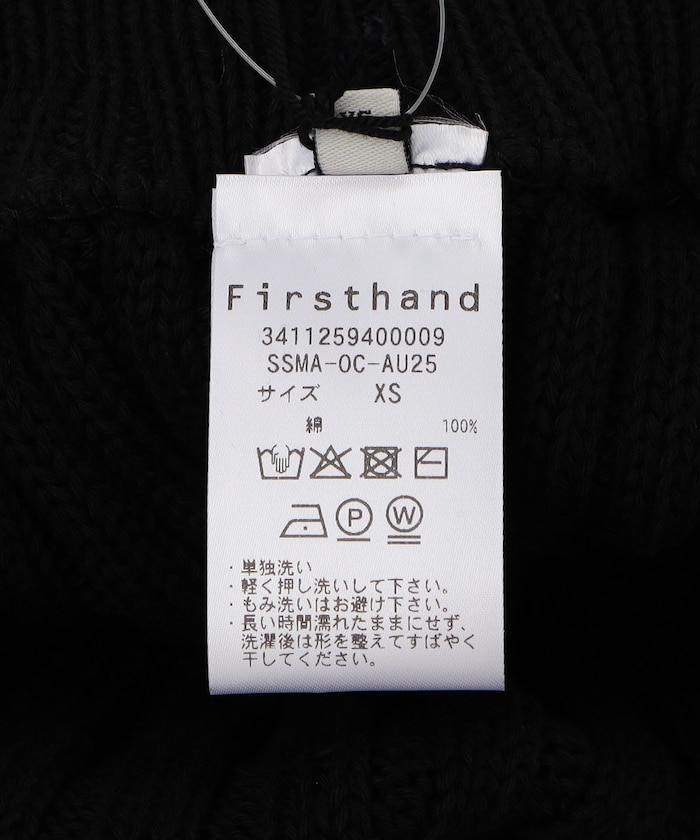 Firsthand
3411259400009
SSMA-OC-AU25
サイズ XS
綿 100%
P W
・単独洗い
・軽く押し洗いして下さい。
・もみ洗いはお避け下さい。
・長い時間濡れたままにせず、
洗濯後は形を整えてすばやく
干してください。